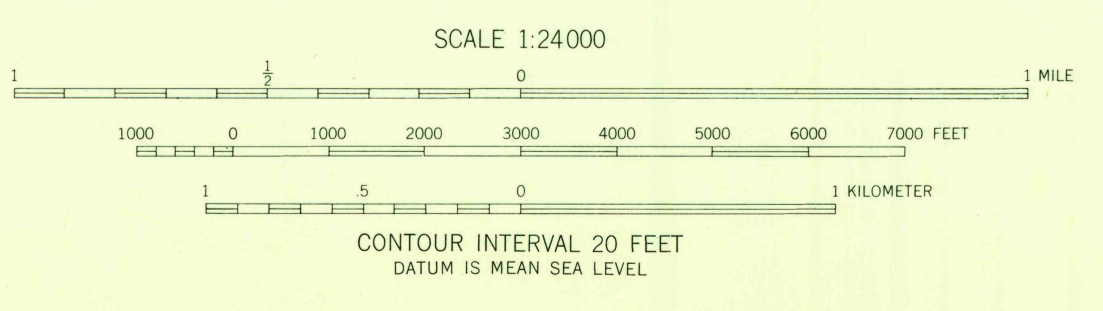 SCALE 1:24000
1 1/2 0 1 MILE
1000 0 1000 2000 3000 4000 5000 6000 7000 FEET
1 .5 0 1 KILOMETER
CONTOUR INTERVAL 20 FEET
DATUM IS MEAN SEA LEVEL